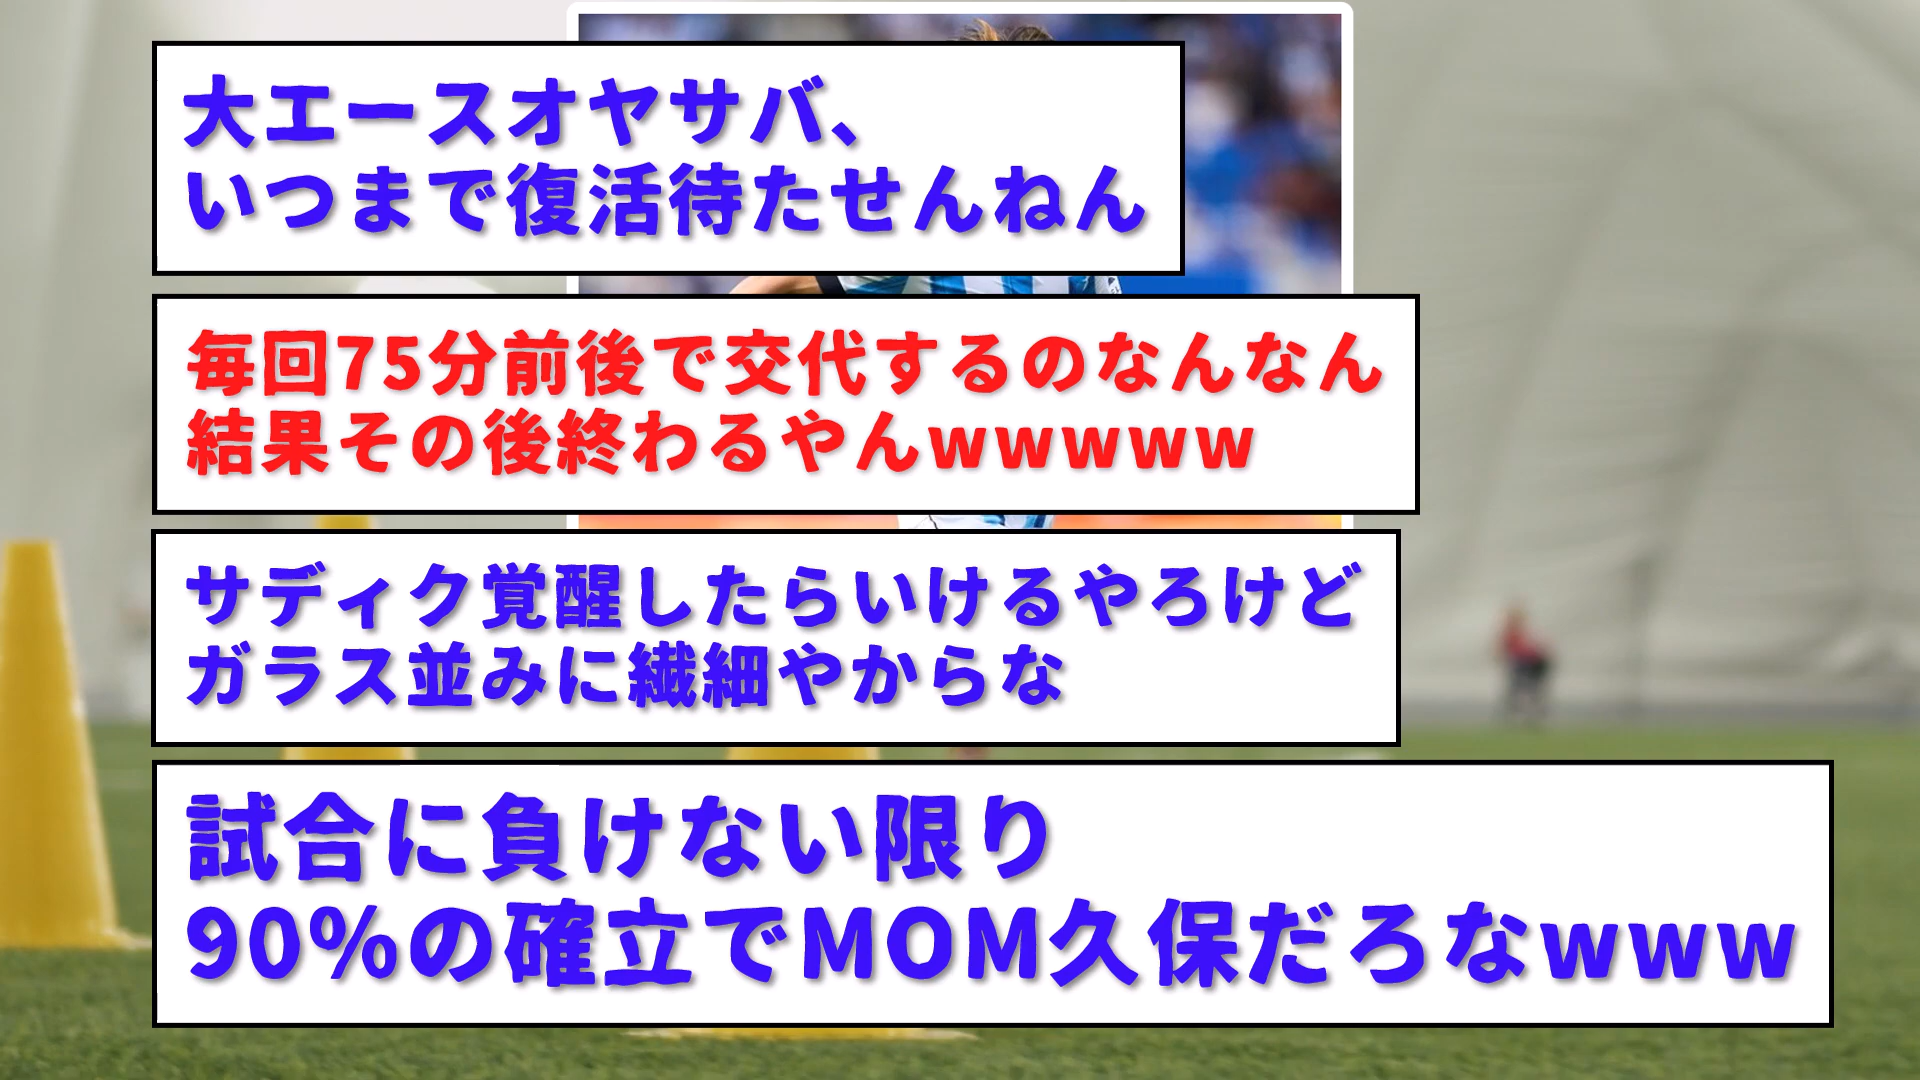 大エースオヤサバ、
いつまで復活待たせんねん
毎回75分前後で交代するのなんなん
結果その後終わるやんwwwww
サディク覚醒したらいけるやろけど
ガラス並みに繊細やからな
試合に負けない限り
90%の確立でMOM久保だろなwww